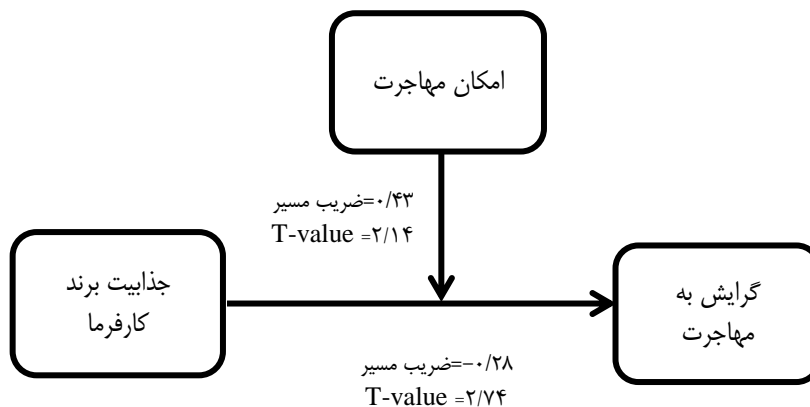 امکان مهاجرت
ضریب مسیر=۰/۴۳
T-value =۲/۱۴
جذابیت برند
کارفرما
گرایش به
مهاجرت
ضریب مسیر=-۰/۲۸
T-value =۲/۷۴